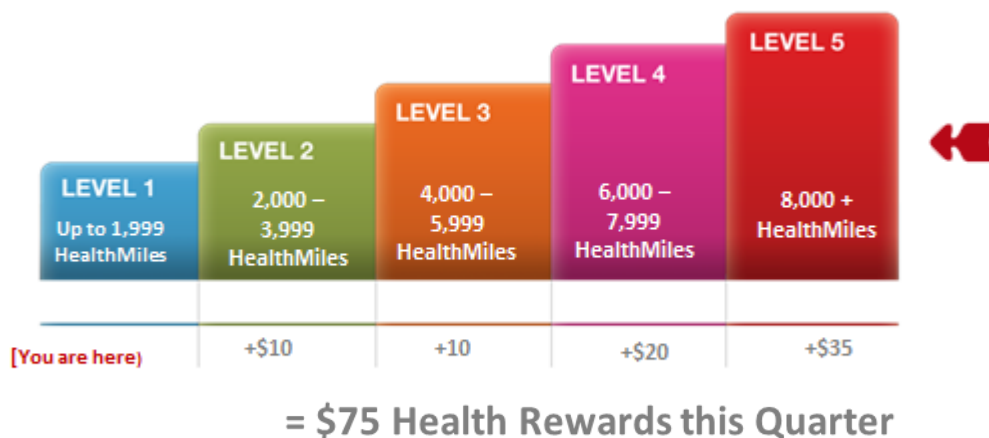 LEVEL 1
Up to 1,999
HealthMiles
LEVEL 2
2,000 –
3,999
HealthMiles
LEVEL 3
4,000 –
5,999
HealthMiles
LEVEL 4
6,000 –
7,999
HealthMiles
LEVEL 5
8,000 +
HealthMiles
[You are here)
+$10
+10
+$20
+$35
= $75 Health Rewards this Quarter